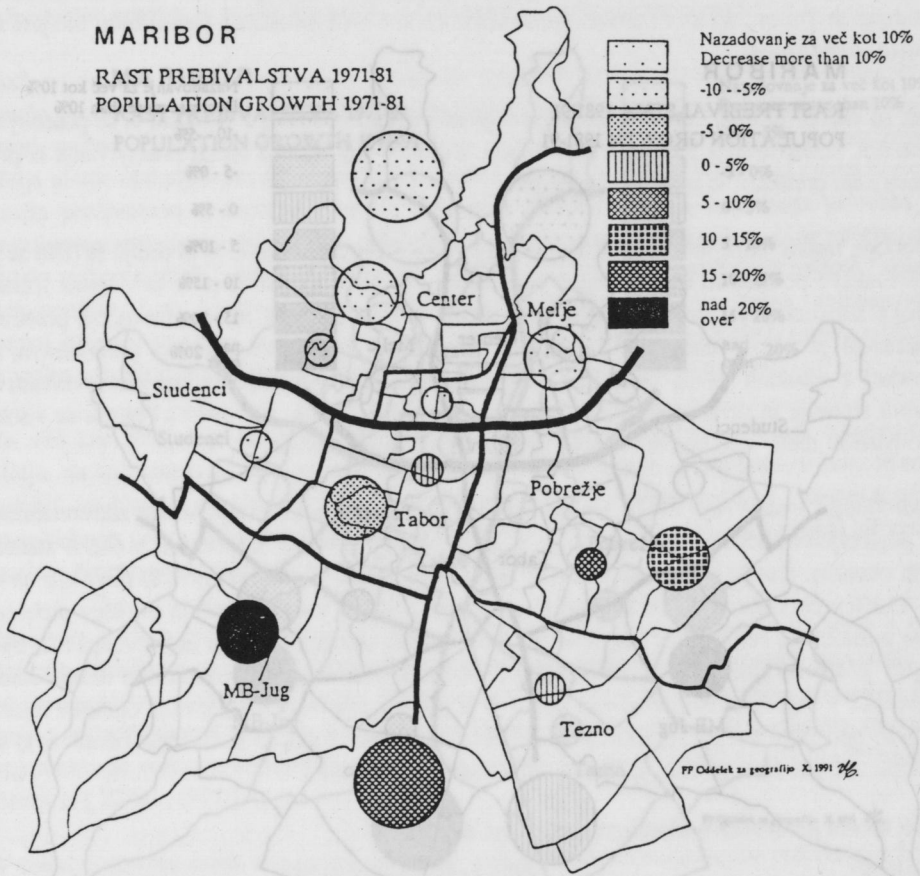 MARIBOR
RAST PREBIVALSTVA 1971-81
POPULATION GROWTH 1971-81
Nazadovanje za več kot 10%
Decrease more than 10%
-10 - -5%
-5 - 0%
0 - 5%
5 - 10%
10 - 15%
15 - 20%
nad
over 20%
Center
Melje
Studenci
Pobrežje
Tabor
MB-Jug
Tezno
FF Oddelek za geografijo X. 1991